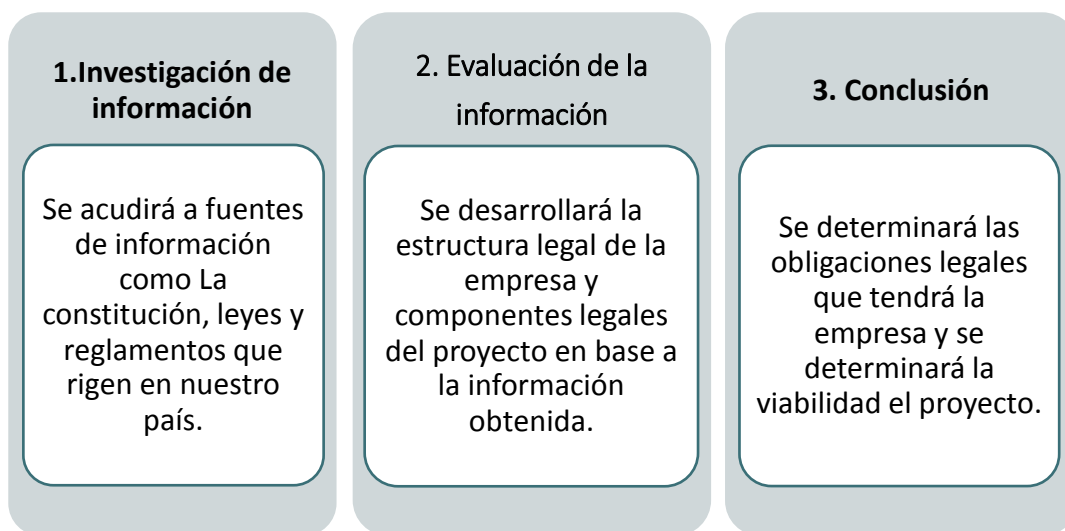 1.Investigación de
información
Se acudirá a fuentes
de información
como La
constitución, leyes y
reglamentos que
rigen en nuestro
país.
2. Evaluación de la
información
Se desarrollará la
estructura legal de la
empresa y
componentes legales
del proyecto en base a
la información
obtenida.
3. Conclusión
Se determinará las
obligaciones legales
que tendrá la
empresa y se
determinará la
viabilidad el proyecto.